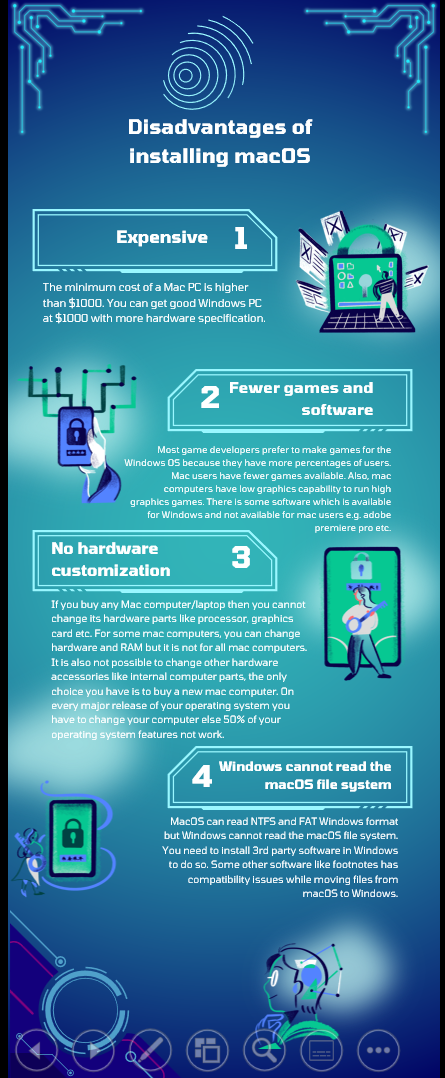 Disadvantages of
installing macOS
Expensive 1
The minimum cost of a Mac PC is higher
than $1000. You can get good Windows PC
at $1000 with more hardware specification.
2 Fewer games and
software
Most game developers prefer to make games for the
Windows OS because they have more percentages of users.
Mac users have fewer games available. Also, mac
computers have low graphics capability to run high
graphics games. There is some software which is available
for Windows and not available for mac users e.g. adobe
premiere pro etc.
No hardware 3
customization
If you buy any Mac computer/laptop then you cannot
change its hardware parts like processor, graphics
card etc. For some mac computers, you can change
hardware and RAM but it is not for all mac computers.
It is also not possible to change other hardware
accessories like internal computer parts, the only
choice you have is to buy a new mac computer. On
every major release of your operating system you
have to change your computer else 50% of your
operating system features not work.
4 Windows cannot read the
macOS file system
MacOS can read NTFS and FAT Windows format
but Windows cannot read the macOS file system.
You need to install 3rd party software in Windows
to do so. Some other software like footnotes has
compatibility issues while moving files from
macOS to Windows.